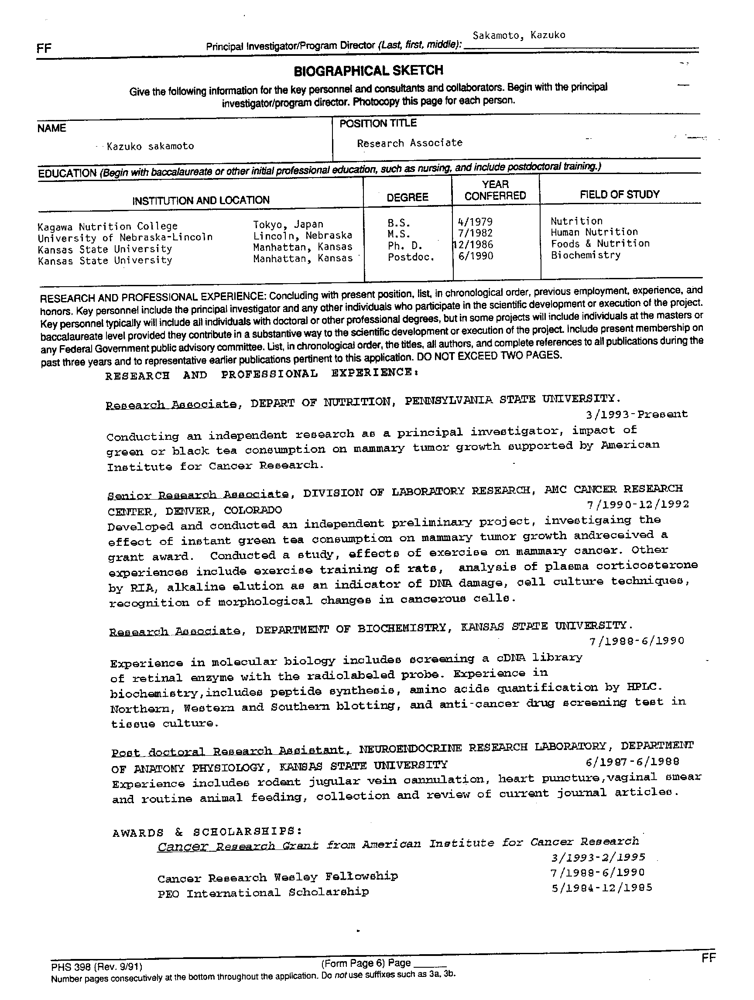 Sakamoto, Kazuko
FF Principal Investigator/Program Director (Last, first, middle):
BIOGRAPHICAL SKETCH
Give the following information for the key personnel and consultants and collaborators. Begin with the principal
investigator/program director. Photocopy this page for each person.
NAME POSITION TITLE
Kazuko sakamoto Research Associate
EDUCATION (Begin with baccalaureate or other initial professional education, such as nursing, and include postdoctoral training.)
INSTITUTION AND LOCATION DEGREE YEAR CONFERRED FIELD OF STUDY
Kagawa Nutrition College Tokyo, Japan B.S. 4/1979 Nutrition
University of Nebraska-Lincoln Lincoln, Nebraska M.S. 7/1982 Human Nutrition
Kansas State University Manhattan, Kansas Ph. D. 12/1986 Foods & Nutrition
Kansas State University Manhattan, Kansas Postdoc. 6/1990 Biochemistry
RESEARCH AND PROFESSIONAL EXPERIENCE: Concluding with present position, list, in chronological order, previous employment, experience, and
honors. Key personnel include the principal investigator and any other individuals who participate in the scientific development or execution of the project.
Key personnel typically will include all individuals with doctoral or other professional degrees, but in some projects will include individuals at the masters or
baccalaureate level provided they contribute in a substantive way to the scientific development or execution of the project. Include present membership on
any Federal Government public advisory committee. List, in chronological order, the titles, all authors, and complete references to all publications during the
past three years and to representative earlier publications pertinent to this application. DO NOT EXCEED TWO PAGES.
RESEARCH AND PROFESSIONAL EXPERIENCE:
Research Associate, DEPART OF NUTRITION, PENNSYLVANIA STATE UNIVERSITY.
3/1993-Present
Conducting an independent research as a principal investigator, impact of
green or black tea consumption on mammary tumor growth supported by American
Institute for Cancer Research.
Senior Research Associate, DIVISION OF LABORATORY RESEARCH, AMC CANCER RESEARCH
CENTER, DENVER, COLORADO 7/1990-12/1992
Developed and conducted an independent preliminary project, investigaing the
effect of instant green tea consumption on mammary tumor growth andreceived a
grant award. Conducted a study, effects of exercise on mammary cancer. Other
experiences include exercise training of rats, analysis of plasma corticosterone
by RIA, alkaline elution as an indicator of DNA damage, cell culture techniques,
recognition of morphological changes in cancerous cells.
Research Associate, DEPARTMENT OF BIOCHEMISTRY, KANSAS STATE UNIVERSITY.
7/1988-6/1990
Experience in molecular biology includes screening a cDNA library
of retinal enzyme with the radiolabeled probe. Experience in
biochemistry,includes peptide synthesis, amino acids quantification by HPLC.
Northern, Western and Southern blotting, and anti-cancer drug screening test in
tissue culture.
Post doctoral Research Assistant, NEUROENDOCRINE RESEARCH LABORATORY, DEPARTMENT
OF ANATOMY PHYSIOLOGY, KANSAS STATE UNIVERSITY 6/1987-6/1988
Experience includes rodent jugular vein cannulation, heart puncture,vaginal smear
and routine animal feeding, collection and review of current journal articles.
AWARDS & SCHOLARSHIPS:
Cancer Research Grant from American Institute for Cancer Research
3/1993-2/1995
Cancer Research Wesley Fellowship 7/1988-6/1990
PEO International Scholarship 5/1984-12/1985
PHS 398 (Rev. 9/91) (Form Page 6) Page FF
Number pages consecutively at the bottom throughout the application. Do not use suffixes such as 3a, 3b.